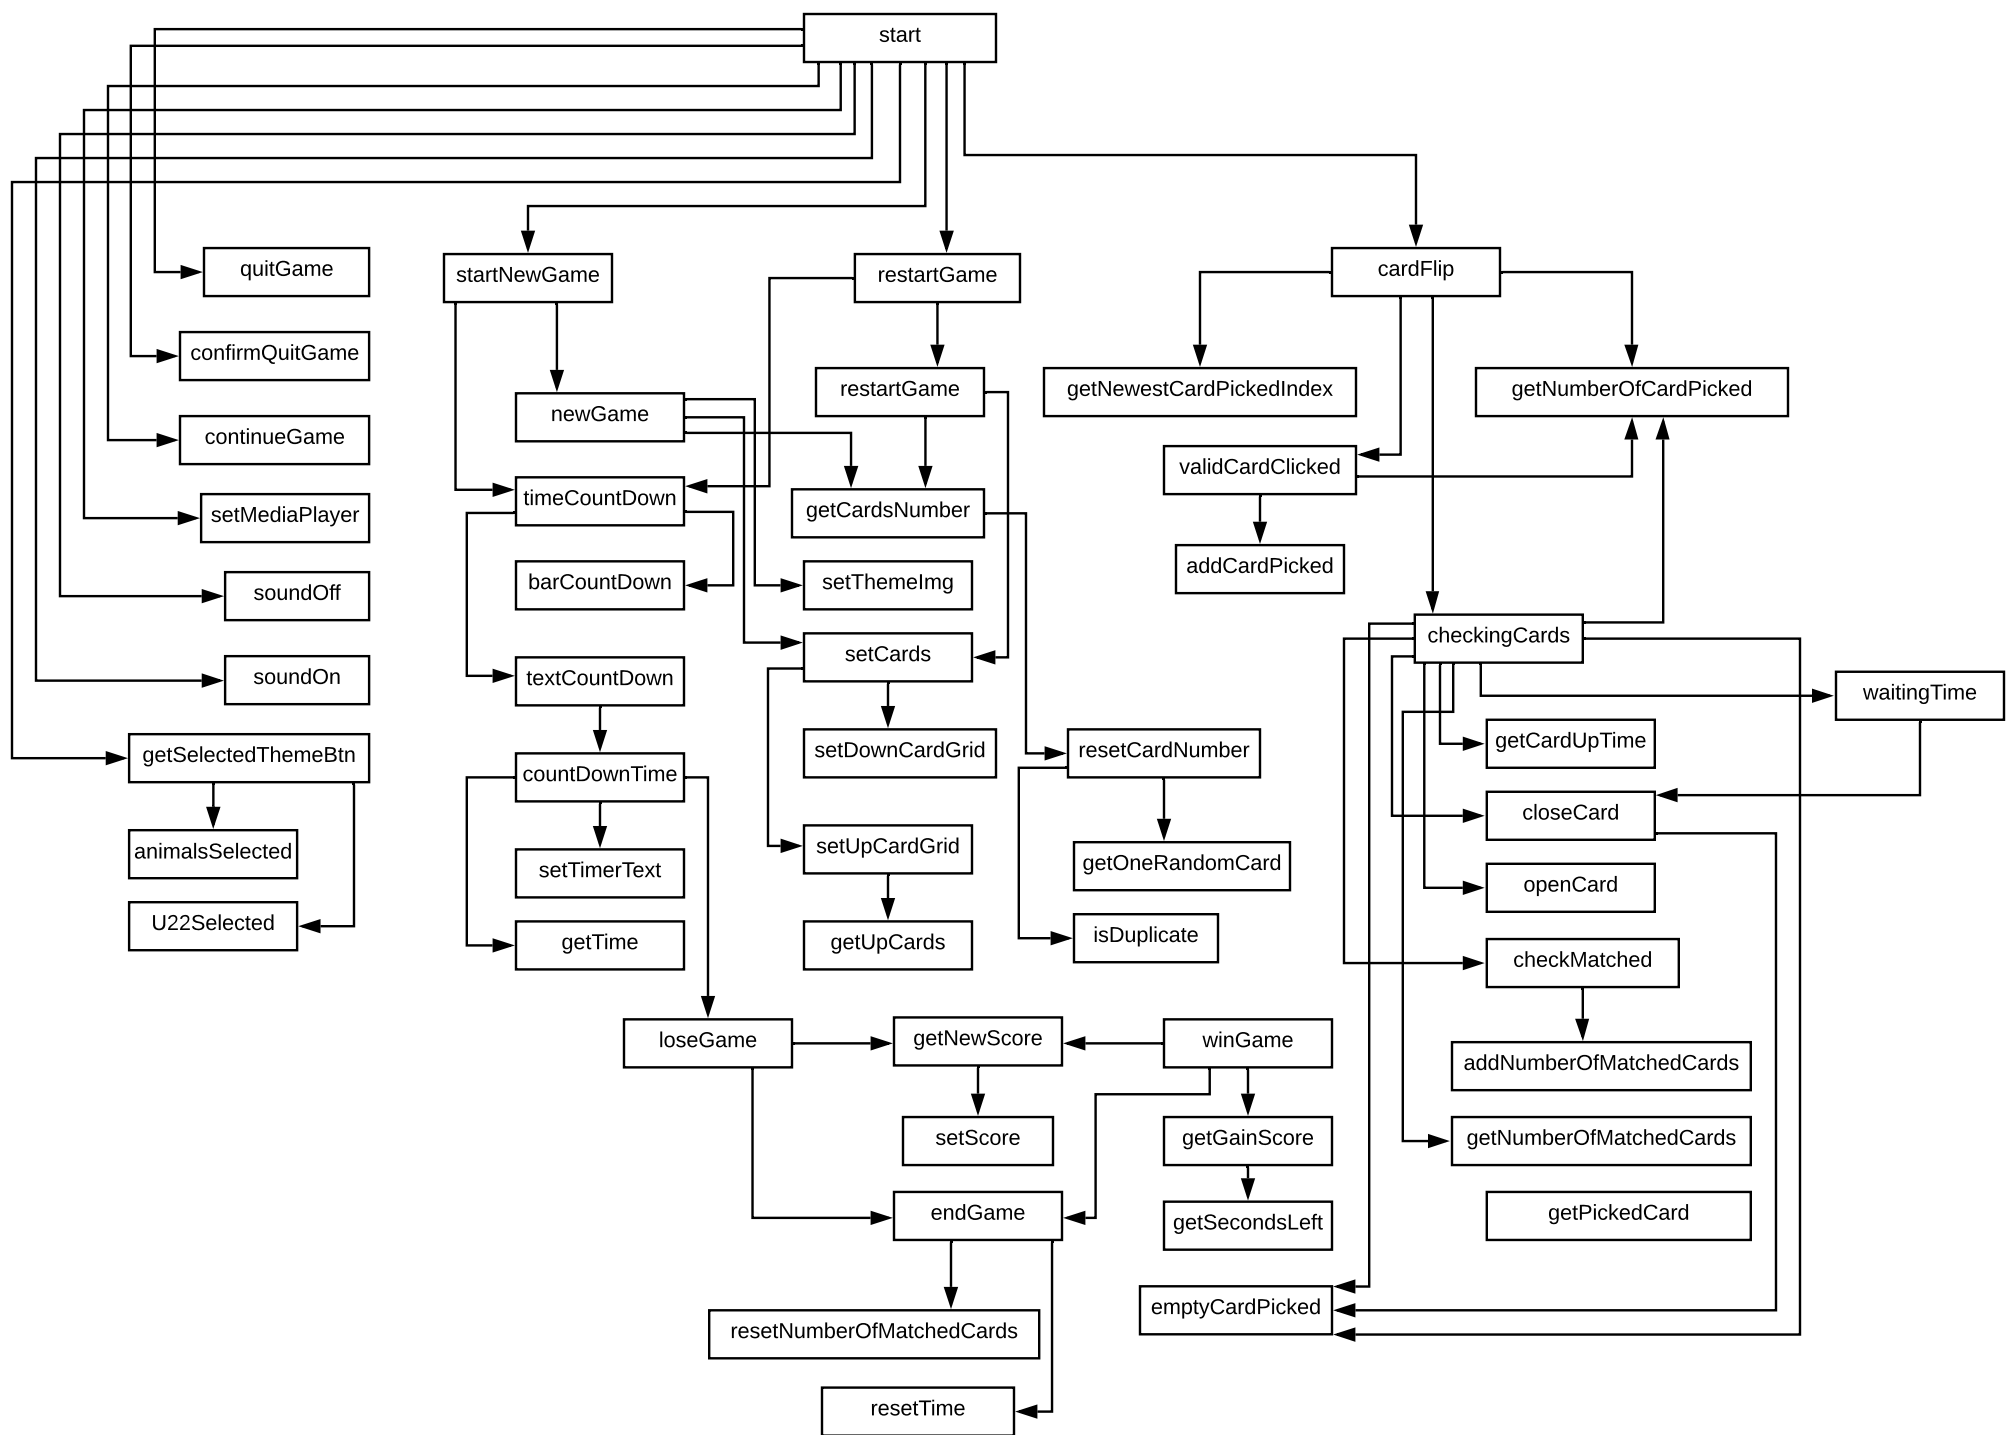 start
quitGame
startNewGame
restartGame
cardFlip
confirmQuitGame
newGame
restartGame
getNewestCardPickedIndex
getNumberOfCardPicked
continueGame
validCardClicked
setMediaPlayer
timeCountDown
getCardsNumber
addCardPicked
soundOff
barCountDown
setThemeImg
checkingCards
soundOn
textCountDown
setCards
waitingTime
getSelectedThemeBtn
countDownTime
setDownCardGrid
resetCardNumber
getCardUpTime
closeCard
animalsSelected
setTimerText
setUpCardGrid
getOneRandomCard
openCard
U22Selected
getTime
getUpCards
isDuplicate
checkMatched
loseGame
getNewScore
winGame
addNumberOfMatchedCards
setScore
getGainScore
getNumberOfMatchedCards
endGame
getSecondsLeft
getPickedCard
resetNumberOfMatchedCards
emptyCardPicked
resetTime